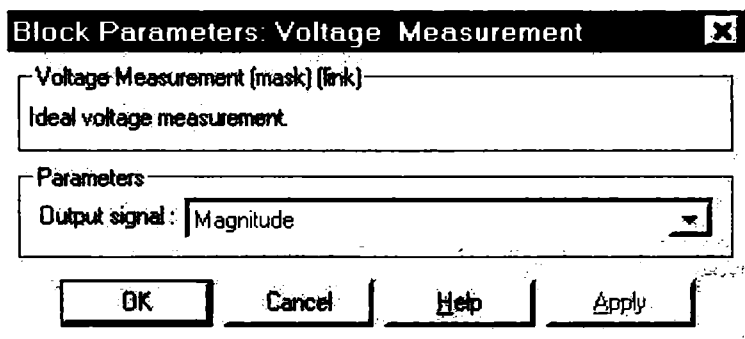 Block Parameters: Voltage Measurement
Voltage Measurement (mask) (link)
Ideal voltage measurement.
Parameters
Output signal: Magnitude
OK Cancel Help Apply